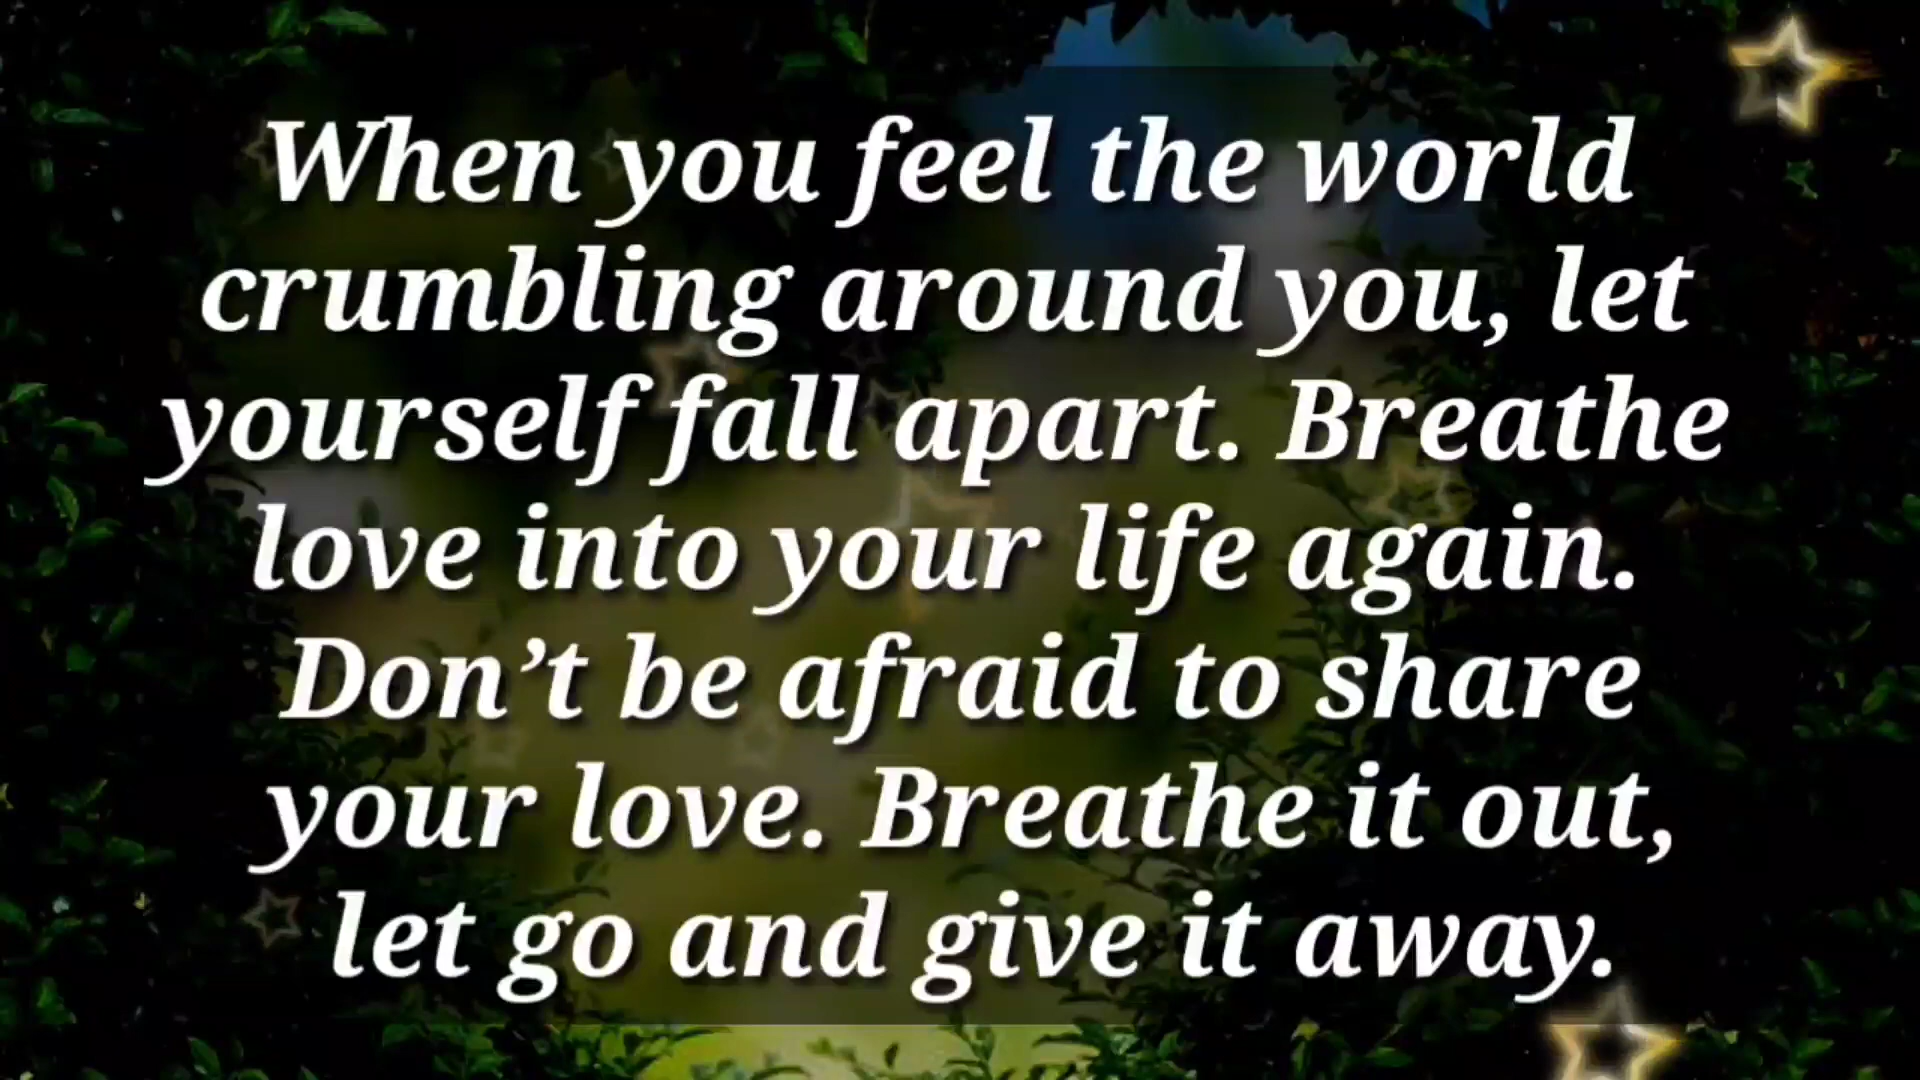 When you feel the world
crumbling around you, let
yourself fall apart. Breathe
love into your life again.
Don’t be afraid to share
your love. Breathe it out,
let go and give it away.